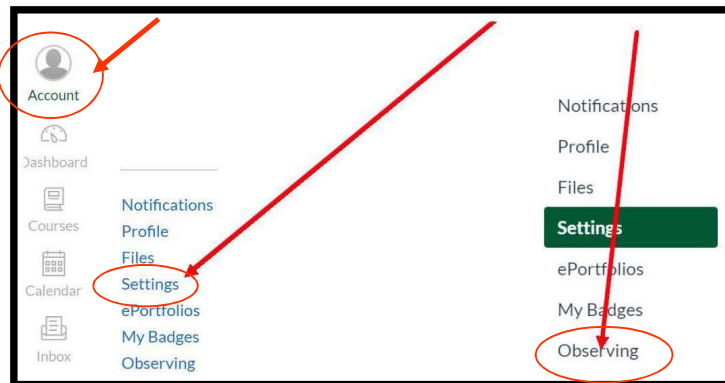 Account
Dashboard
Courses
Calendar
Inbox
Notifications
Profile
Files
Settings
ePortfolios
My Badges
Observing
Notifications
Profile
Files
Settings
ePortfolios
My Badges
Observing